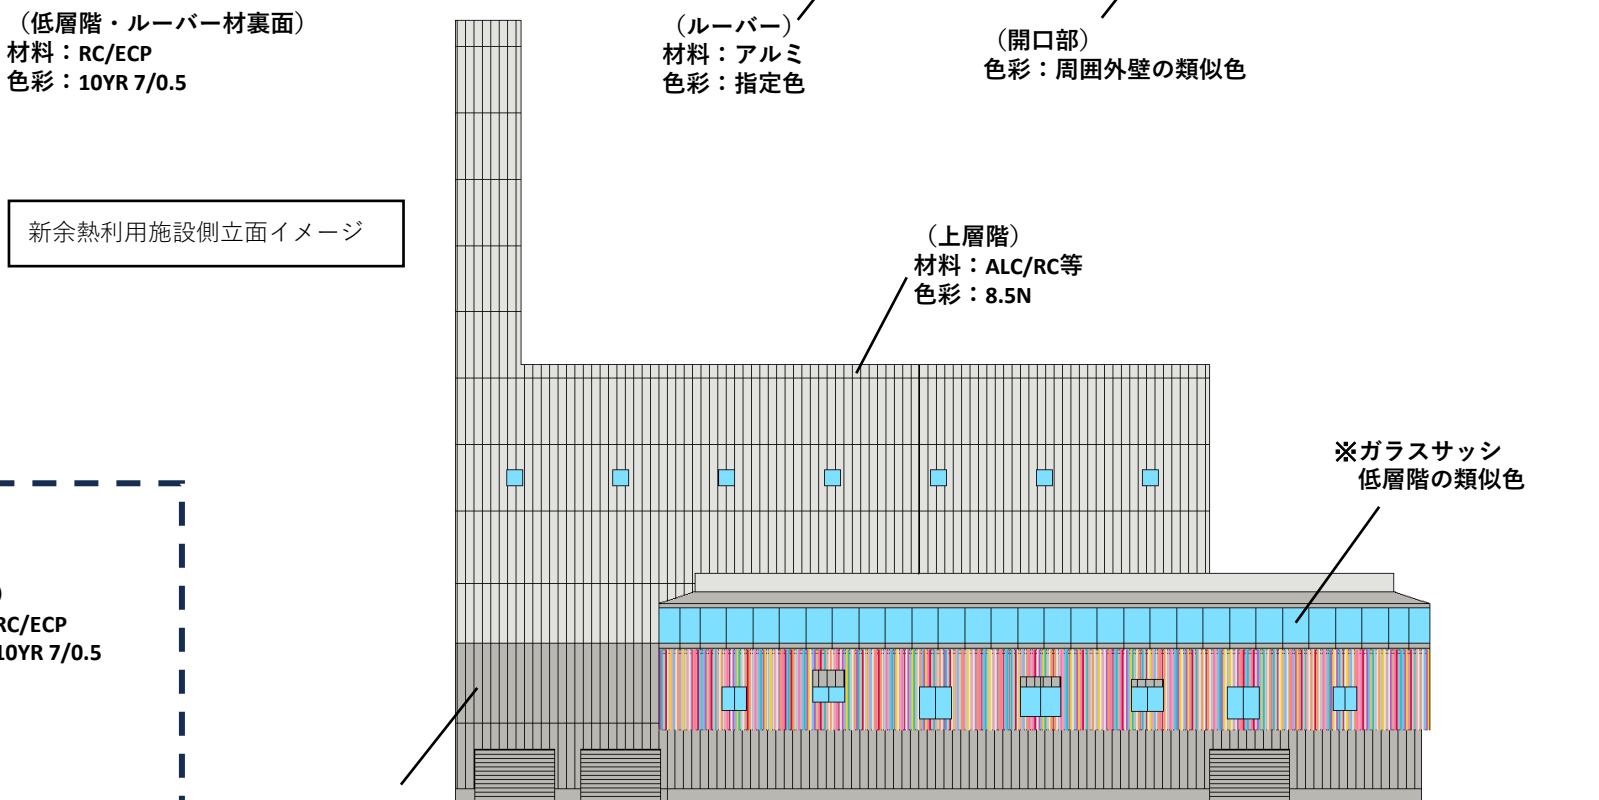 （低層階・ルーバー材裏面）
材料：RC/ECP
色彩：10YR 7/0.5
（ルーバー）
材料：アルミ
色彩：指定色
（開口部）
色彩：周囲外壁の類似色
新余熱利用施設側立面イメージ
（上層階）
材料：ALC/RC等
色彩：8.5N
※ガラスサッシ
低層階の類似色
）
RC/ECP
10YR 7/0.5